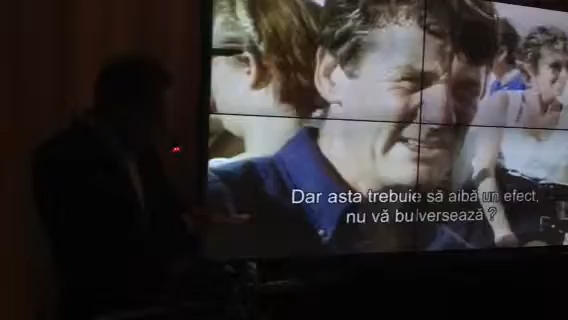 Dar asta trebuie să aibă un efect,
nu vă bulversează ?